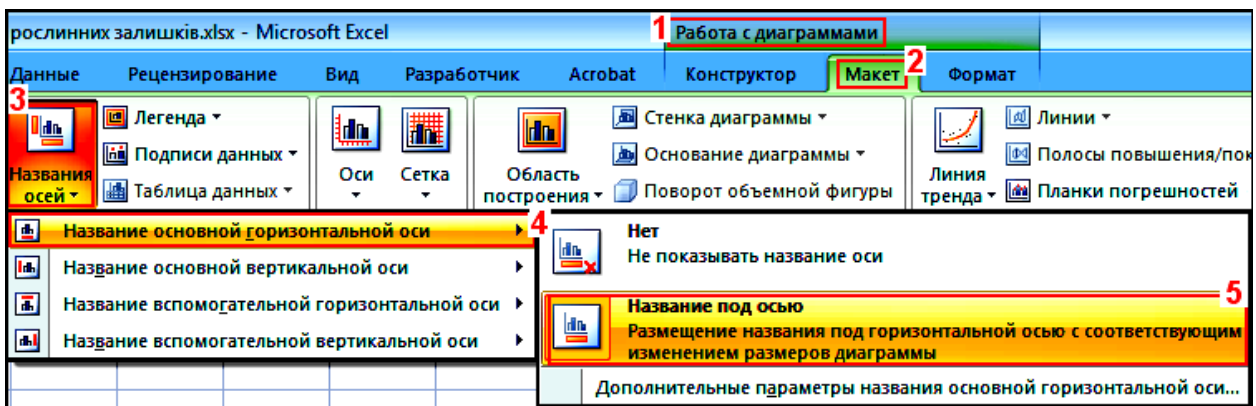 рослинних залишків.xlsx - Microsoft Excel
1 Работа с диаграммами
Данные Рецензирование Вид Разработчик Acrobat Конструктор Макет 2 Формат
3
Названия
осей
Легенда
Подписи данных
Таблица данных
Оси
Сетка
Область
построения
Стенка диаграммы
Основание диаграммы
Поворот объемной фигуры
Линия
тренда
Линии
Полосы повышения/пок
Планки погрешностей
Название основной горизонтальной оси 4
Название основной вертикальной оси
Название вспомогательной горизонтальной оси
Название вспомогательной вертикальной оси
Нет
Не показывать название оси
Название под осью 5
Размещение названия под горизонтальной осью с соответствующим
изменением размеров диаграммы
Дополнительные параметры названия основной горизонтальной оси...